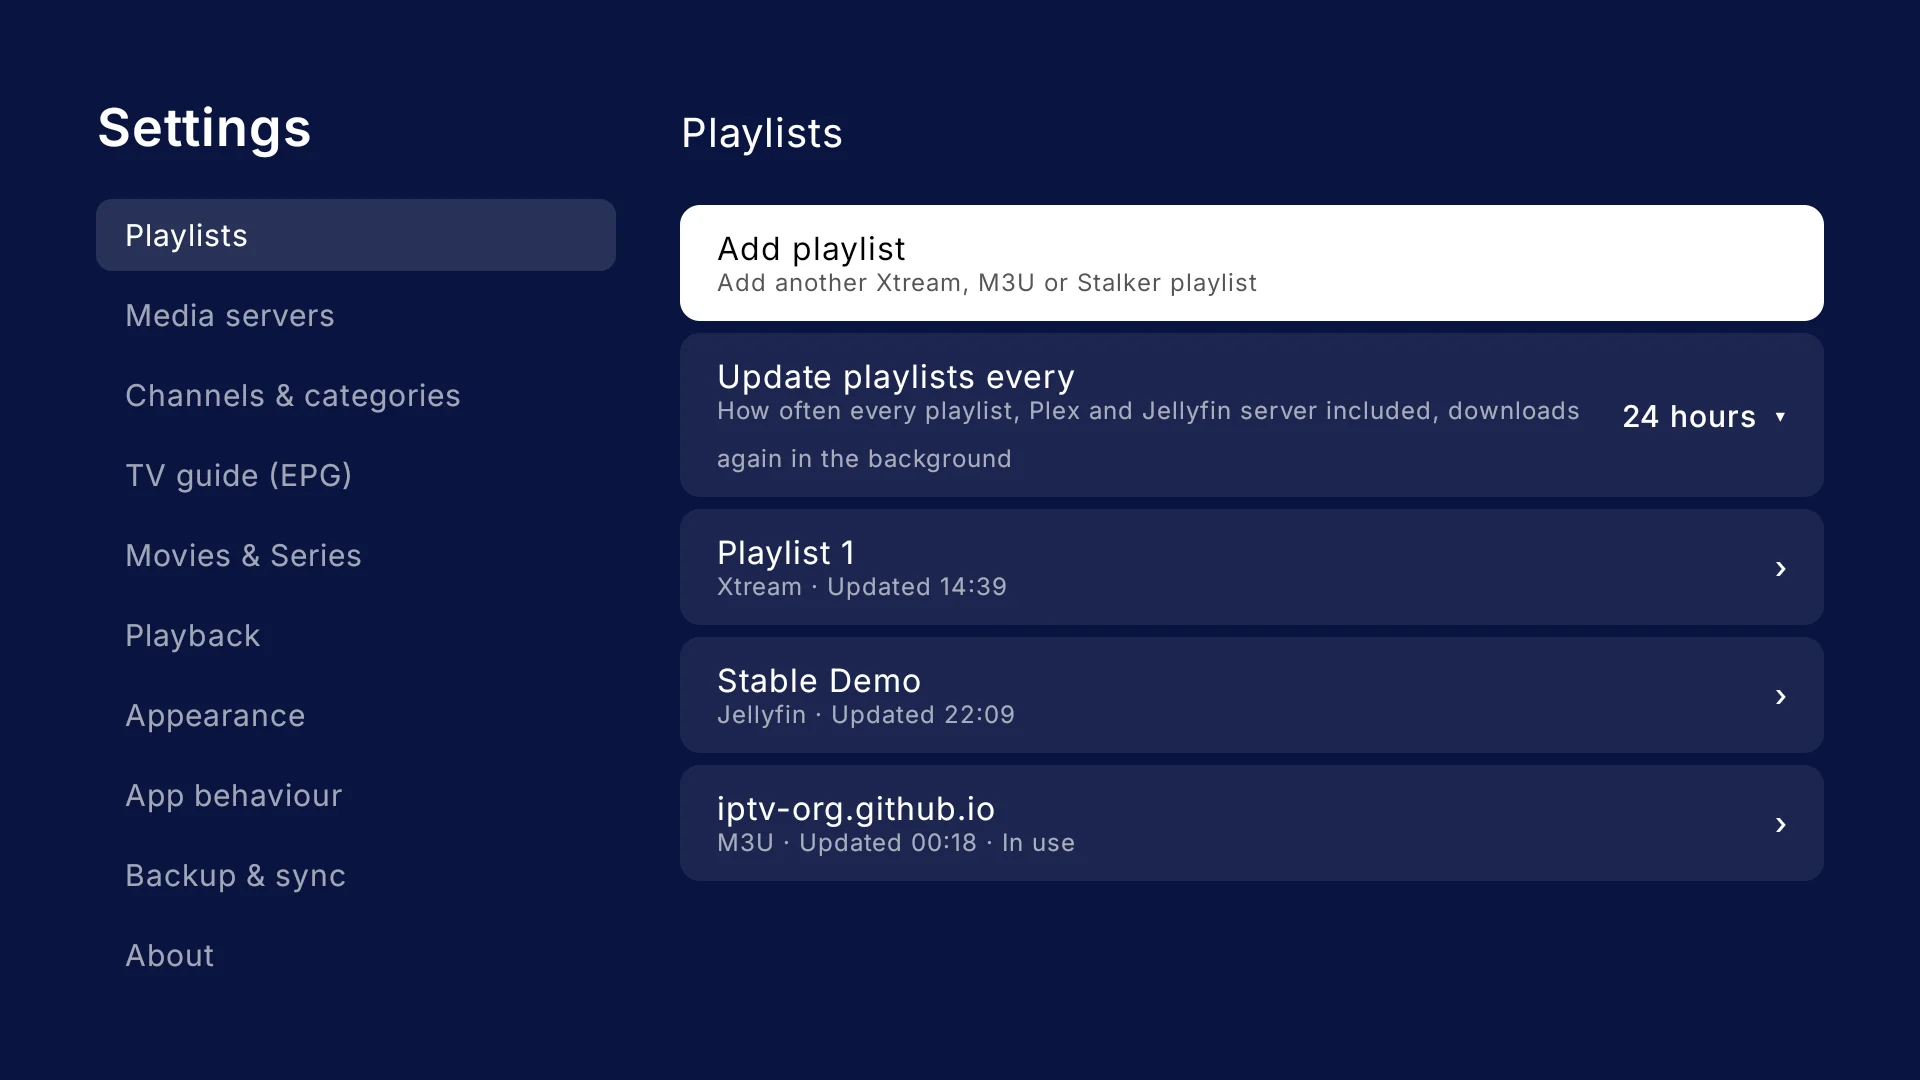 Settings
Playlists
Media servers
Channels & categories
TV guide (EPG)
Movies & Series
Playback
Appearance
App behaviour
Backup & sync
About
Playlists
Add playlist
Add another Xtream, M3U or Stalker playlist
Update playlists every
How often every playlist, Plex and Jellyfin server included, downloads
again in the background
24 hours
Playlist 1
Xtream · Updated 14:39
Stable Demo
Jellyfin · Updated 22:09
iptv-org.github.io
M3U · Updated 00:18 · In use